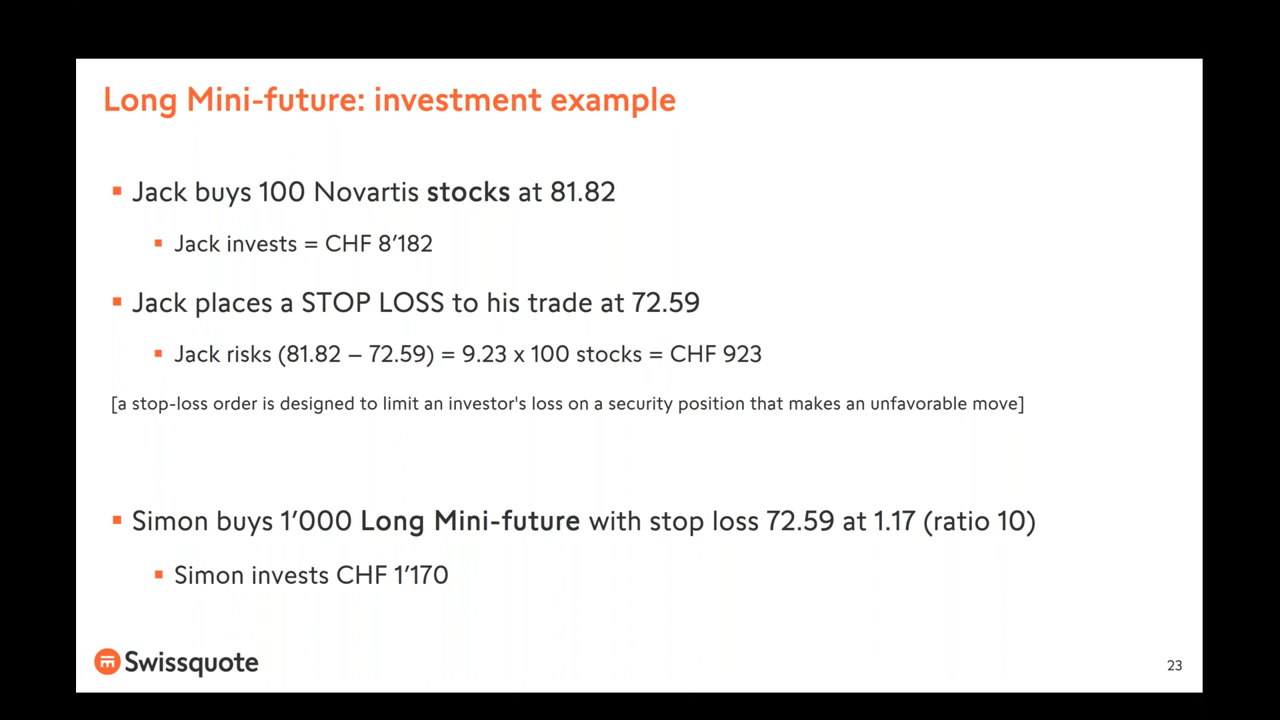 Long Mini-future: investment example
▪ Jack buys 100 Novartis stocks at 81.82
▪ Jack invests = CHF 8’182
▪ Jack places a STOP LOSS to his trade at 72.59
▪ Jack risks (81.82 – 72.59) = 9.23 x 100 stocks = CHF 923
[a stop-loss order is designed to limit an investor's loss on a security position that makes an unfavorable move]
▪ Simon buys 1’000 Long Mini-future with stop loss 72.59 at 1.17 (ratio 10)
▪ Simon invests CHF 1’170
Swissquote
23